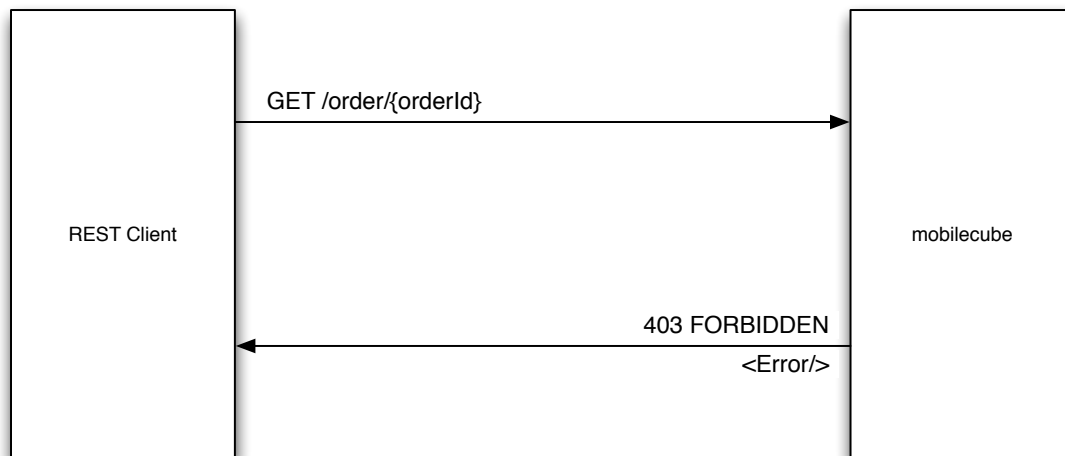 GET /order/{orderId}
REST Client
mobilecube
403 FORBIDDEN
<Error/>